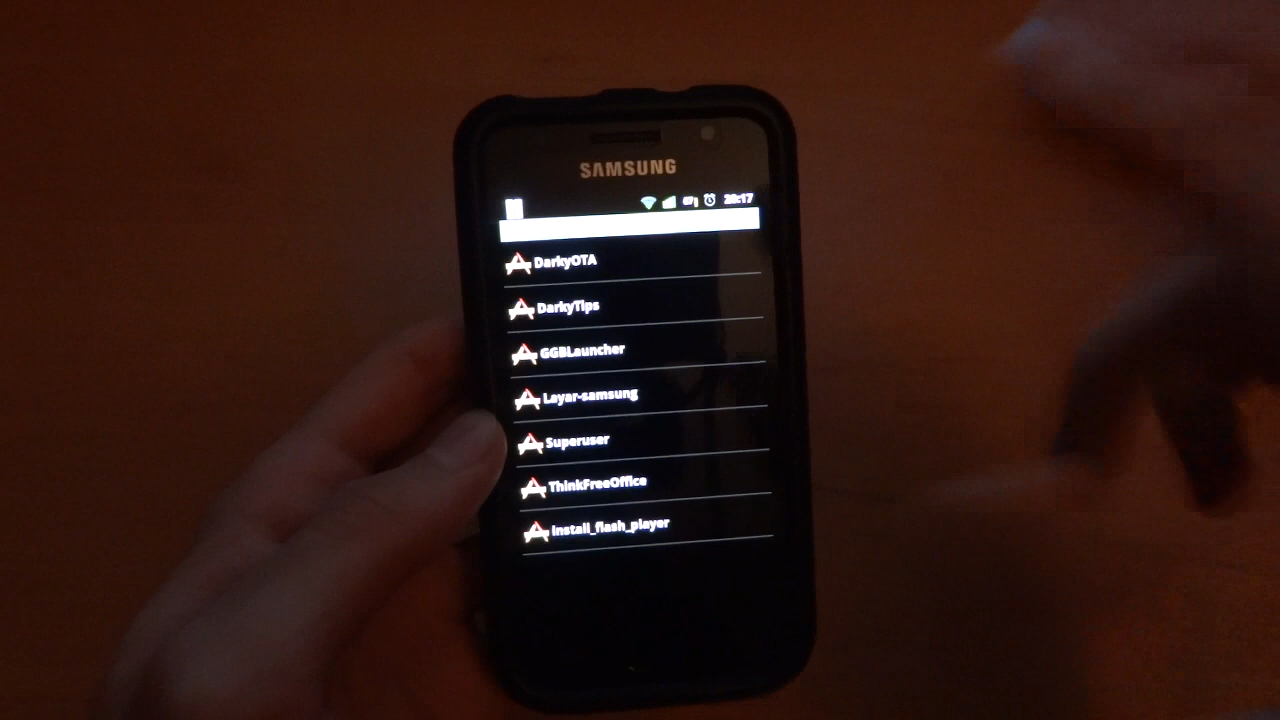 SAMSUNG
20:17
DarkyOTA
DarkyTips
GGBLauncher
Layar-samsung
Superuser
ThinkFreeOffice
install_flash_player